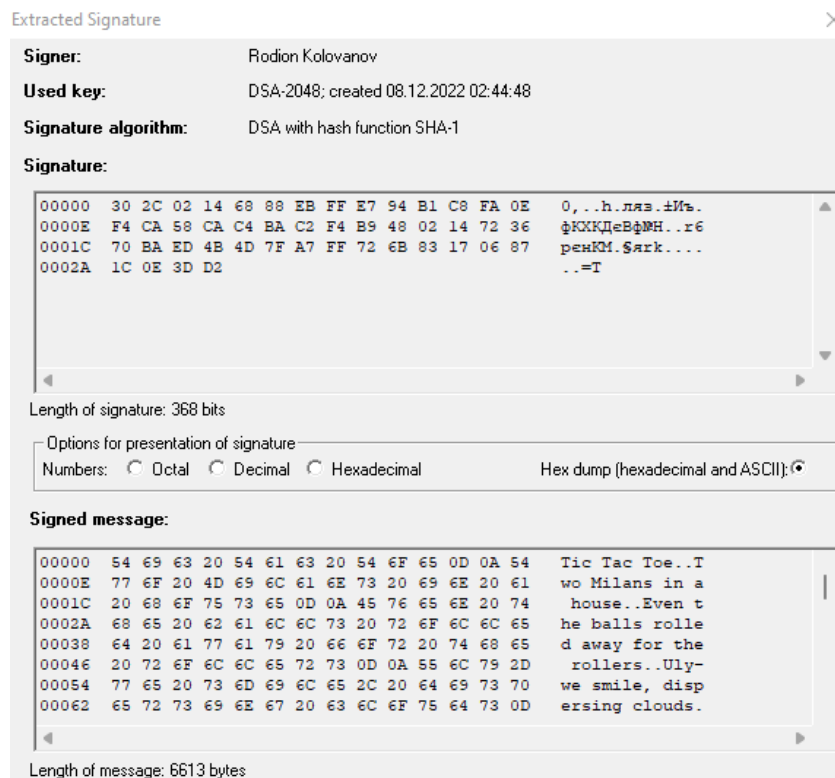 Extracted Signature
Signer: Rodion Kolovanov
Used key: DSA-2048; created 08.12.2022 02:44:48
Signature algorithm: DSA with hash function SHA-1
Signature:
00000 30 2C 02 14 68 88 EB FF E7 94 B1 C8 FA 0E 0,..h.ляз.±Иъ.
0000E F4 CA 58 CA C4 BA C2 F4 B9 48 02 14 72 36 фКХКДєВф№Н..r6
0001C 70 BA ED 4B 4D 7F A7 FF 72 6B 83 17 06 87 pєнKM.§яrk....
0002A 1C 0E 3D D2 ..=Т
Length of signature: 368 bits
Options for presentation of signature
Numbers: Octal Decimal Hexadecimal Hex dump (hexadecimal and ASCII):
Signed message:
00000 54 69 63 20 54 61 63 20 54 6F 65 0D 0A 54 Tic Tac Toe..T
0000E 77 6F 20 4D 69 6C 61 6E 73 20 69 6E 20 61 wo Milans in a
0001C 20 68 6F 75 73 65 0D 0A 45 76 65 6E 20 74 house..Even t
0002A 68 65 20 62 61 6C 6C 73 20 72 6F 6C 6C 65 he balls rolle
00038 64 20 61 77 61 79 20 66 6F 72 20 74 68 65 d away for the
00046 20 72 6F 6C 6C 65 72 73 0D 0A 55 6C 79 2D rollers..Uly-
00054 77 65 20 73 6D 69 6C 65 2C 20 64 69 73 70 we smile, disp
00062 65 72 73 69 6E 67 20 63 6C 6F 75 64 73 0D ersing clouds.
Length of message: 6613 bytes